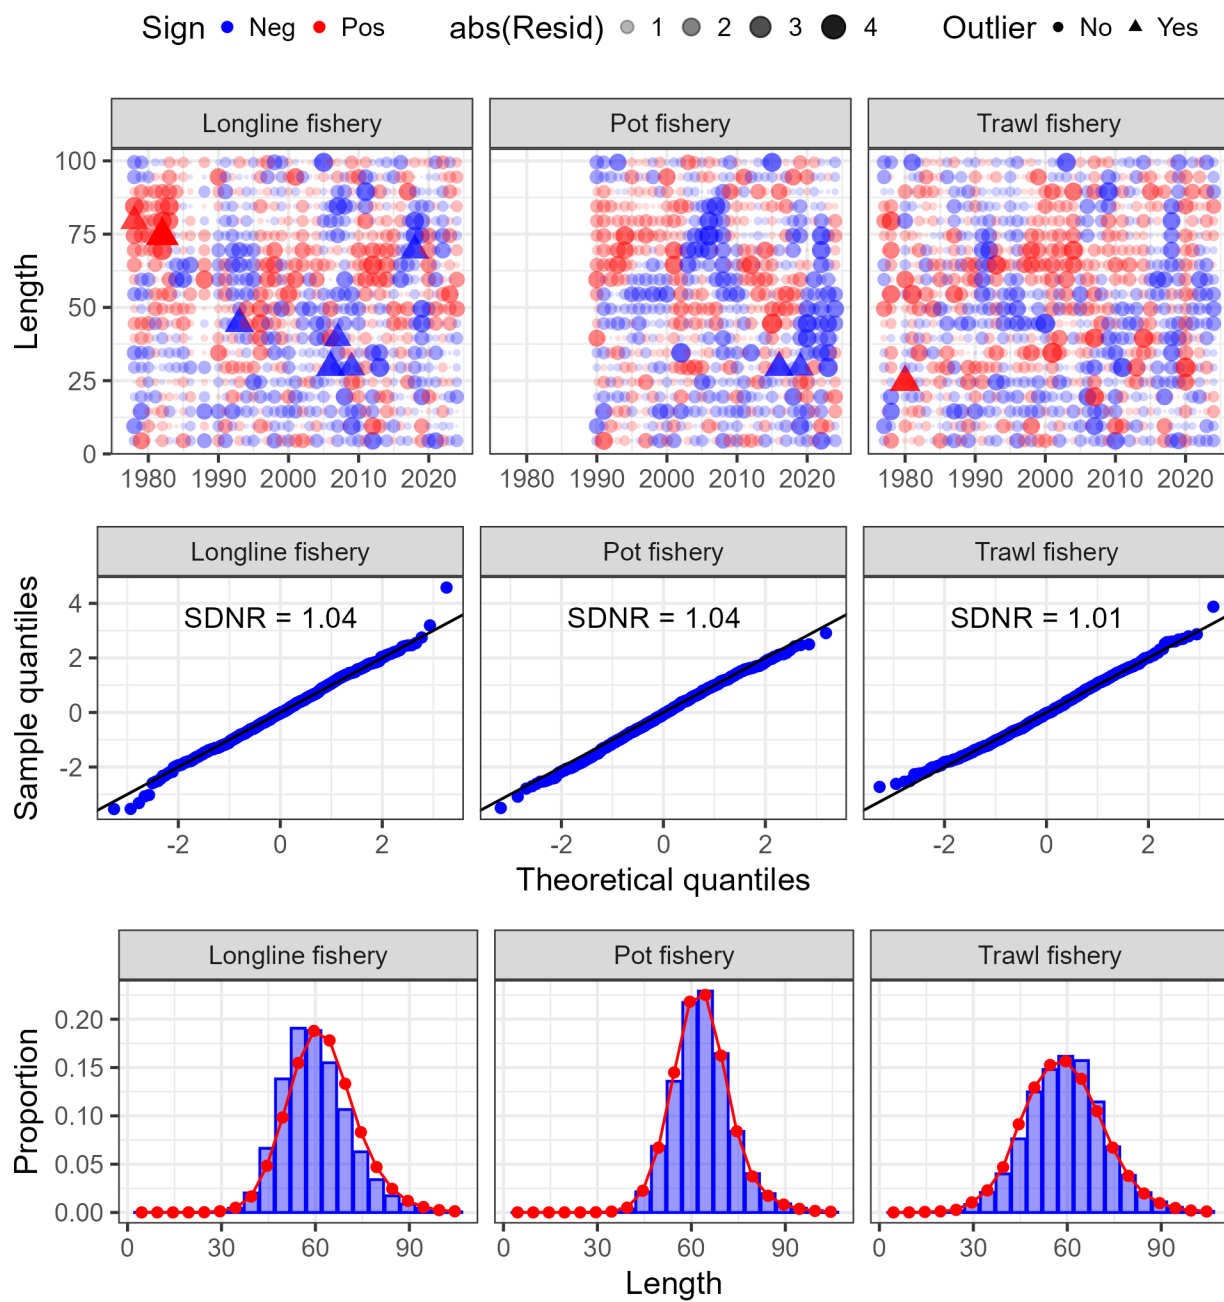 Sign Neg Pos abs(Resid) 1 2 3 4 Outlier No Yes
Longline fishery Pot fishery Trawl fishery
Length
100
75
50
25
0
1980 1990 2000 2010 2020 1980 1990 2000 2010 2020 1980 1990 2000 2010 2020
Longline fishery Pot fishery Trawl fishery
Sample quantiles
4
2
0
-2
SDNR = 1.04 SDNR = 1.04 SDNR = 1.01
-2 0 2 -2 0 2 -2 0 2
Theoretical quantiles
Longline fishery Pot fishery Trawl fishery
Proportion
0.20
0.15
0.10
0.05
0.00
0 30 60 90 0 30 60 90 0 30 60 90
Length